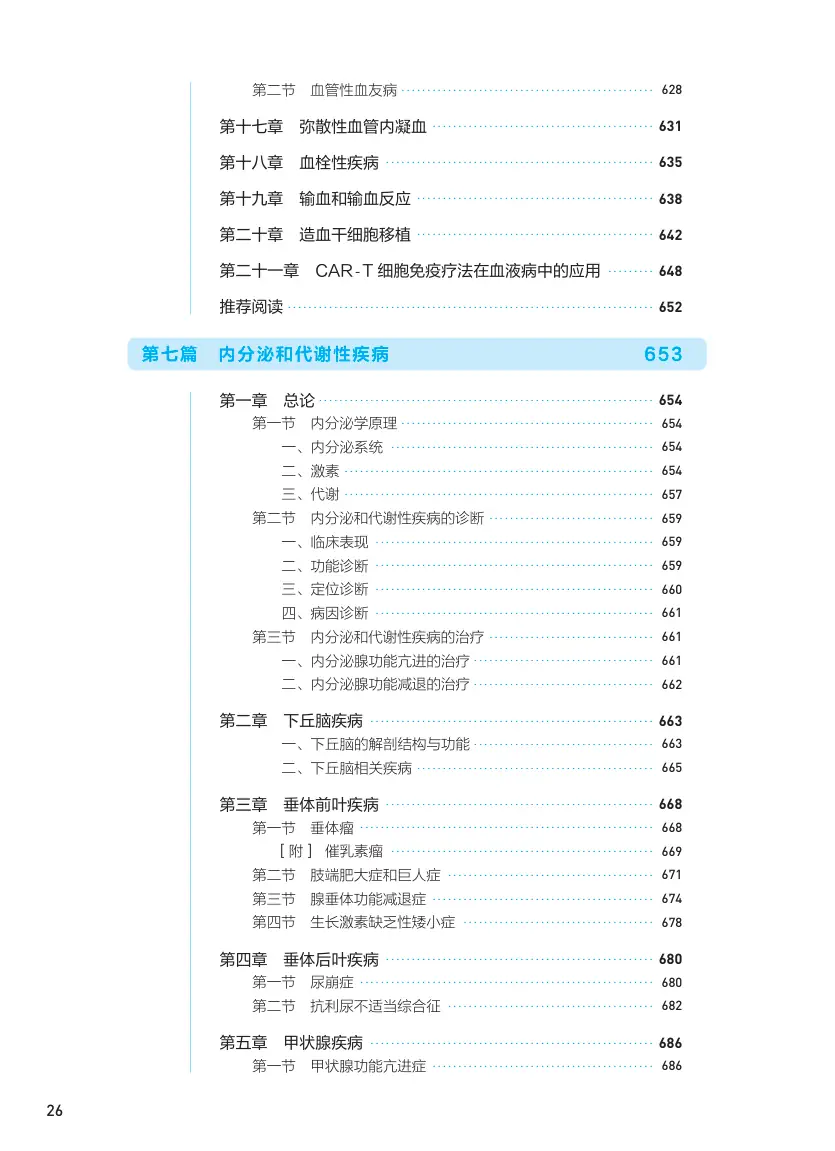 第二节 血管性血友病 628
第十七章 弥散性血管内凝血 631
第十八章 血栓性疾病 635
第十九章 输血和输血反应 638
第二十章 造血干细胞移植 642
第二十一章 CAR-T 细胞免疫疗法在血液病中的应用 648
推荐阅读 652
第七篇 内分泌和代谢性疾病 653
第一章 总论 654
第一节 内分泌学原理 654
一、内分泌系统 654
二、激素 654
三、代谢 657
第二节 内分泌和代谢性疾病的诊断 659
一、临床表现 659
二、功能诊断 659
三、定位诊断 660
四、病因诊断 661
第三节 内分泌和代谢性疾病的治疗 661
一、内分泌腺功能亢进的治疗 661
二、内分泌腺功能减退的治疗 662
第二章 下丘脑疾病 663
一、下丘脑的解剖结构与功能 663
二、下丘脑相关疾病 665
第三章 垂体前叶疾病 668
第一节 垂体瘤 668
［附］ 催乳素瘤 669
第二节 肢端肥大症和巨人症 671
第三节 腺垂体功能减退症 674
第四节 生长激素缺乏性矮小症 678
第四章 垂体后叶疾病 680
第一节 尿崩症 680
第二节 抗利尿不适当综合征 682
第五章 甲状腺疾病 686
第一节 甲状腺功能亢进症 686
26